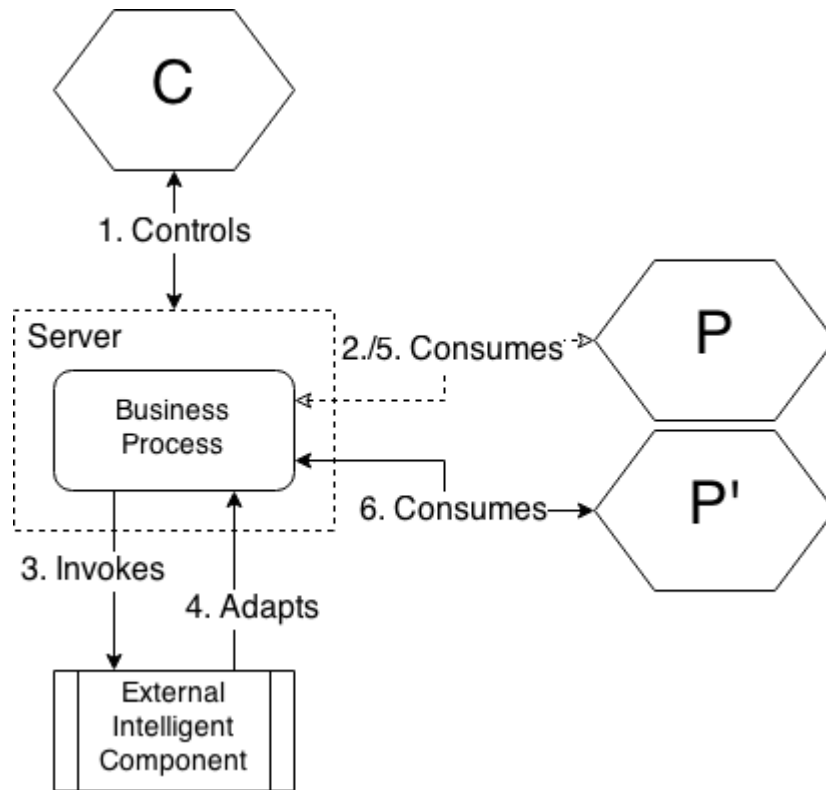 C
1. Controls
Server
2./5. Consumes
P
Business
Process
6. Consumes
P'
3. Invokes
4. Adapts
External
Intelligent
Component